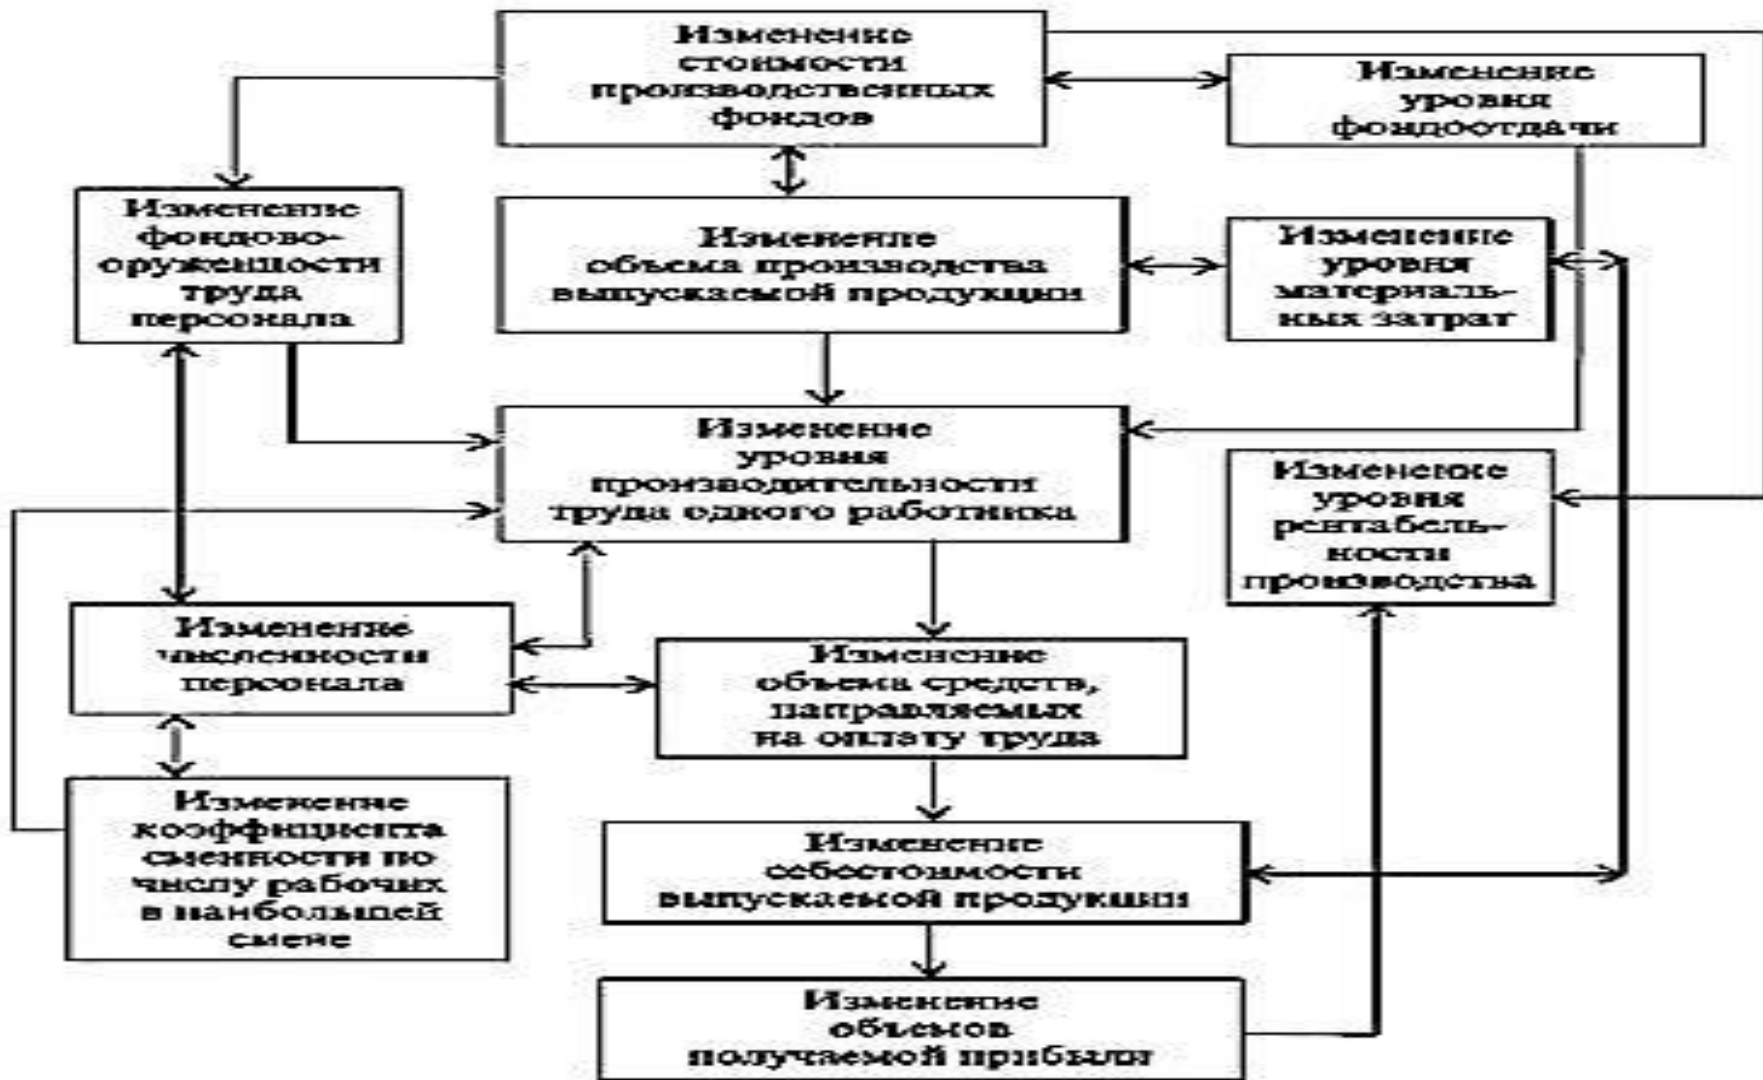 Изменение
стоимости
производственных
фондов
Изменение
уровня
фондоотдачи
Изменение
фондово-
оруженности
труда
персонала
Изменение
объема производства
выпускаемой продукции
Изменение
уровня
материаль-
ных затрат
Изменение
уровня
производительности
труда одного работника
Изменение
уровня
рентабель-
ности
производства
Изменение
численности
персонала
Изменение
объема средств,
направляемых
на оплату труда
Изменение
коэффициента
сменности по
числу рабочих
в наибольшей
смене
Изменение
себестоимости
выпускаемой продукции
Изменение
объемов
получаемой прибыли